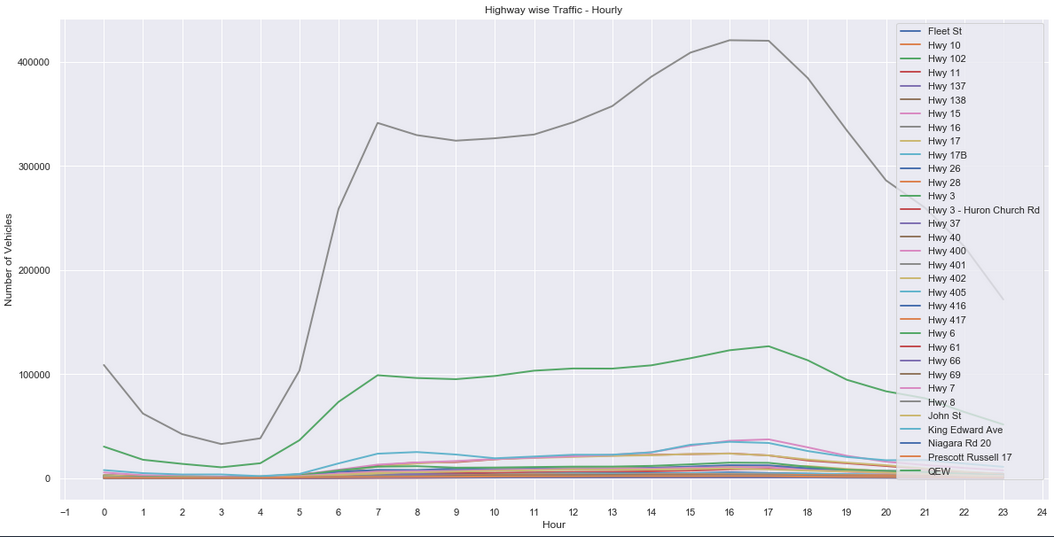 Highway wise Traffic - Hourly
Number of Vehicles
400000
300000
200000
100000
0
−1 0 1 2 3 4 5 6 7 8 9 10 11 12 13 14 15 16 17 18 19 20 21 22 23 24
Hour
Fleet St
Hwy 10
Hwy 102
Hwy 11
Hwy 137
Hwy 138
Hwy 15
Hwy 16
Hwy 17
Hwy 17B
Hwy 26
Hwy 28
Hwy 3
Hwy 3 - Huron Church Rd
Hwy 37
Hwy 40
Hwy 400
Hwy 401
Hwy 402
Hwy 405
Hwy 416
Hwy 417
Hwy 6
Hwy 61
Hwy 66
Hwy 69
Hwy 7
Hwy 8
John St
King Edward Ave
Niagara Rd 20
Prescott Russell 17
QEW